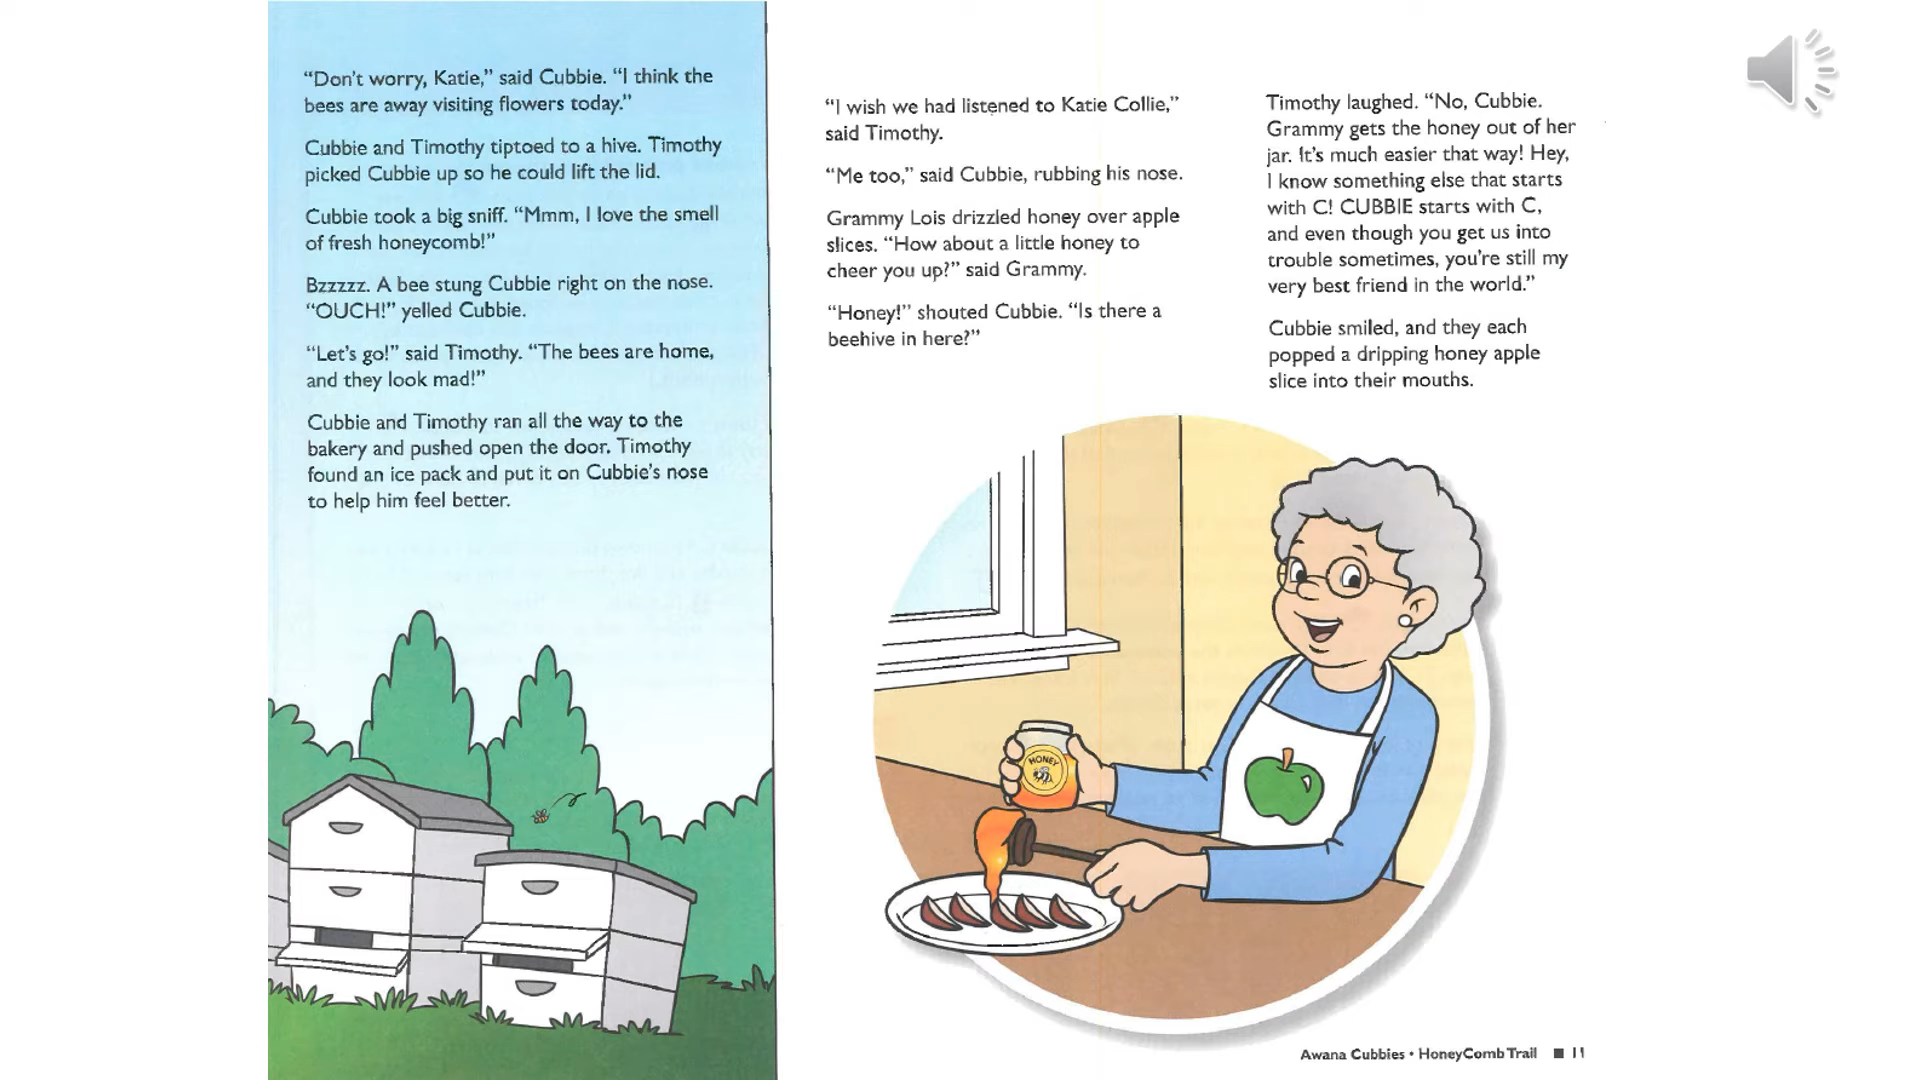 “Don’t worry, Katie,” said Cubbie. “I think the
bees are away visiting flowers today.”
Cubbie and Timothy tiptoed to a hive. Timothy
picked Cubbie up so he could lift the lid.
Cubbie took a big sniff. “Mmm, I love the smell
of fresh honeycomb!”
Bzzzzz. A bee stung Cubbie right on the nose.
“OUCH!” yelled Cubbie.
“Let’s go!” said Timothy. “The bees are home,
and they look mad!”
Cubbie and Timothy ran all the way to the
bakery and pushed open the door. Timothy
found an ice pack and put it on Cubbie’s nose
to help him feel better.
“I wish we had listened to Katie Collie,”
said Timothy.
“Me too,” said Cubbie, rubbing his nose.
Grammy Lois drizzled honey over apple
slices. “How about a little honey to
cheer you up?” said Grammy.
“Honey!” shouted Cubbie. “Is there a
beehive in here?”
Timothy laughed. “No, Cubbie.
Grammy gets the honey out of her
jar. It’s much easier that way! Hey,
I know something else that starts
with C! CUBBIE starts with C,
and even though you get us into
trouble sometimes, you’re still my
very best friend in the world.”
Cubbie smiled, and they each
popped a dripping honey apple
slice into their mouths.
HONEY
Awana Cubbies • HoneyComb Trail ■ 11